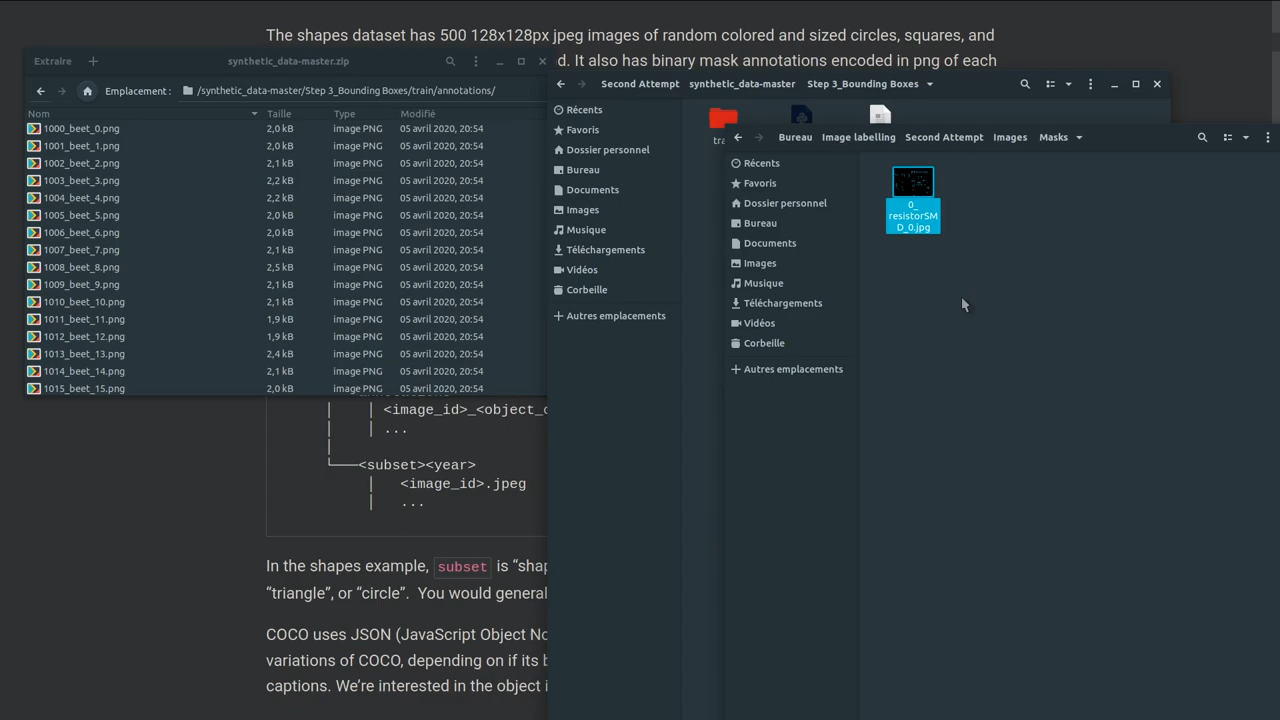 The shapes dataset has 500 128x128px jpeg images of random colored and sized circles, squares, and
d. It also has binary mask annotations encoded in png of each
Extraire
synthetic_data-master.zip
Emplacement : /synthetic_data-master/Step 3_Bounding Boxes/train/annotations/
Nom Taille Type Modifié
1000_beet_0.png 2,0 kB image PNG 05 avril 2020, 20:54
1001_beet_1.png 2,0 kB image PNG 05 avril 2020, 20:54
1002_beet_2.png 2,1 kB image PNG 05 avril 2020, 20:54
1003_beet_3.png 2,2 kB image PNG 05 avril 2020, 20:54
1004_beet_4.png 2,2 kB image PNG 05 avril 2020, 20:54
1005_beet_5.png 2,0 kB image PNG 05 avril 2020, 20:54
1006_beet_6.png 2,0 kB image PNG 05 avril 2020, 20:54
1007_beet_7.png 2,1 kB image PNG 05 avril 2020, 20:54
1008_beet_8.png 2,5 kB image PNG 05 avril 2020, 20:54
1009_beet_9.png 2,1 kB image PNG 05 avril 2020, 20:54
1010_beet_10.png 2,1 kB image PNG 05 avril 2020, 20:54
1011_beet_11.png 1,9 kB image PNG 05 avril 2020, 20:54
1012_beet_12.png 1,9 kB image PNG 05 avril 2020, 20:54
1013_beet_13.png 2,4 kB image PNG 05 avril 2020, 20:54
1014_beet_14.png 2,1 kB image PNG 05 avril 2020, 20:54
1015_beet_15.png 2,0 kB image PNG 05 avril 2020, 20:54
Second Attempt synthetic_data-master Step 3_Bounding Boxes
Récents
Favoris
Dossier personnel
Bureau
Documents
Images
Musique
Téléchargements
Vidéos
Corbeille
Autres emplacements
tra
Bureau Image labelling Second Attempt Images Masks
Récents
Favoris
Dossier personnel
Bureau
Documents
Images
Musique
Téléchargements
Vidéos
Corbeille
Autres emplacements
0_
resistorSM
D_0.jpg
<image_id>_<object_c
...
<subset><year>
<image_id>.jpeg
...
In the shapes example, subset is “shap
“triangle”, or “circle”. You would general
COCO uses JSON (JavaScript Object No
variations of COCO, depending on if its b
captions. We’re interested in the object i